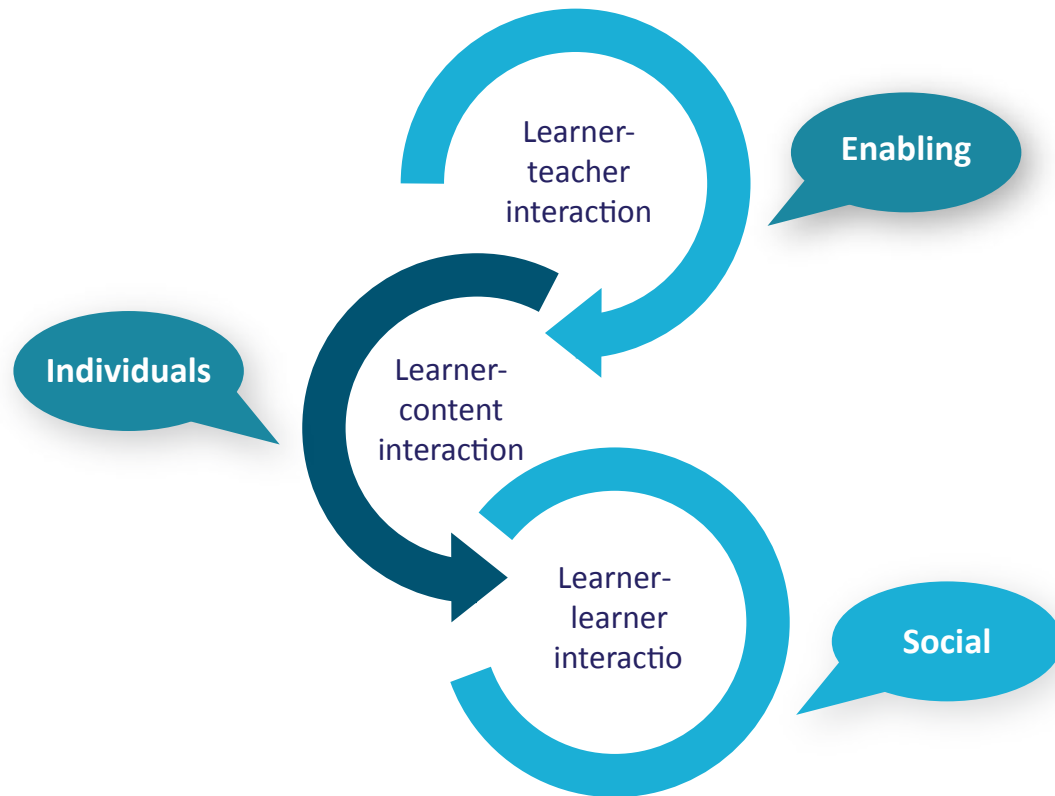 Learner-
teacher
interaction
Enabling
Individuals
Learner-
content
interaction
Learner-
learner
interactio
Social